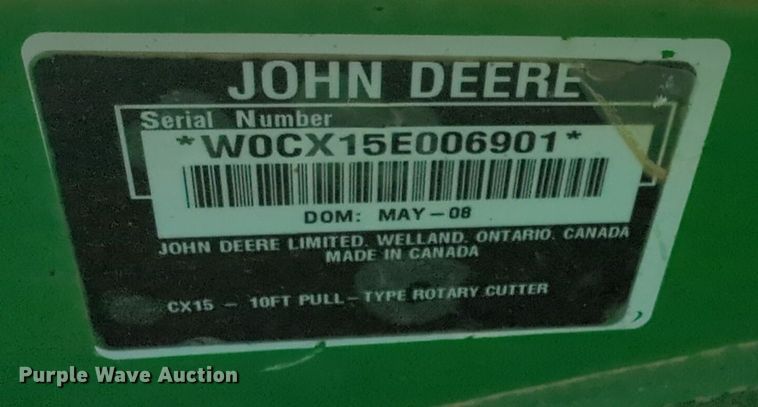 JOHN DEERE
Serial Number
*W0CX15E006901*
DOM: MAY-08
JOHN DEERE LIMITED. WELLAND. ONTARIO. CANADA
MADE IN CANADA
CX15 - 10FT PULL-TYPE ROTARY CUTTER
Purple Wave Auction